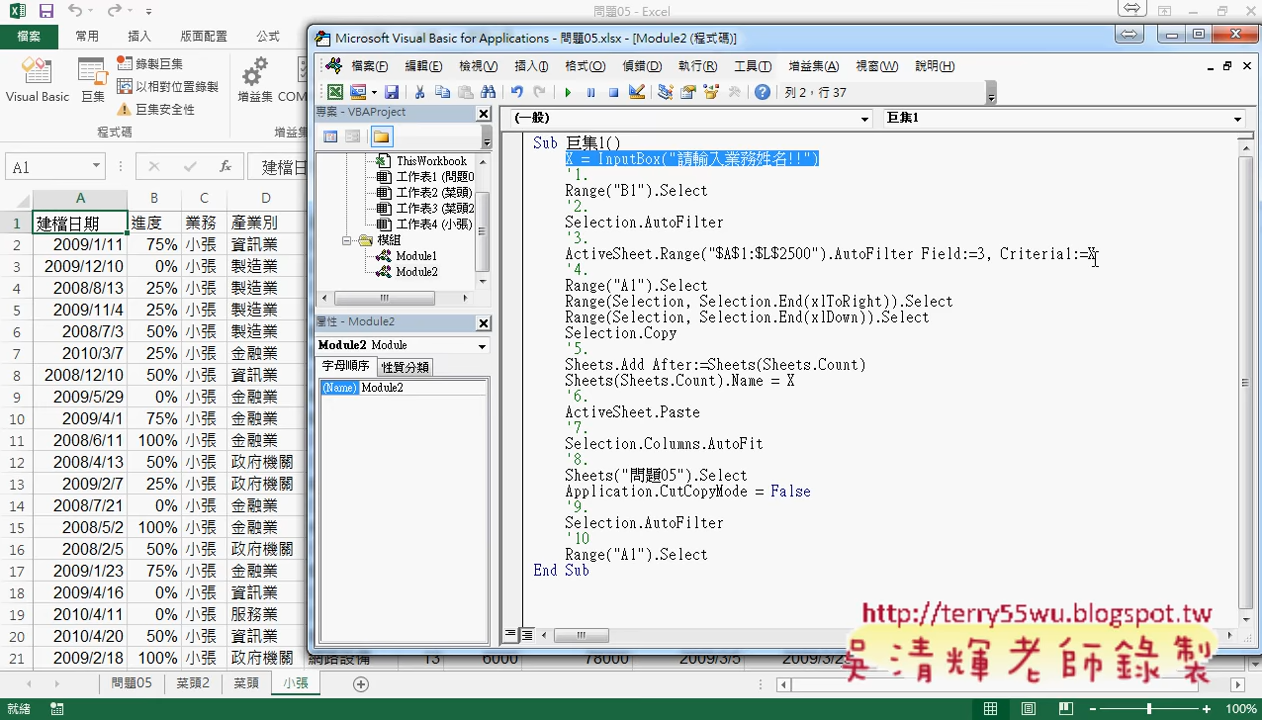 問題05 - Excel
檔案 常用 插入 版面配置 公式
Visual Basic 巨集 錄製巨集 以相對位置錄製 巨集安全性 增益集 COM
程式碼 增益集
A1 fx 建檔日期
A B C D
1 建檔日期 進度 業務 產業別
2 2009/1/11 75% 小張 資訊業
3 2009/12/10 0% 小張 製造業
4 2008/8/13 25% 小張 製造業
5 2009/11/4 25% 小張 製造業
6 2008/7/3 50% 小張 製造業
7 2010/3/7 25% 小張 金融業
8 2008/12/10 50% 小張 資訊業
9 2009/5/29 0% 小張 金融業
10 2009/4/1 75% 小張 金融業
11 2008/6/11 100% 小張 金融業
12 2008/4/13 50% 小張 政府機關
13 2009/2/7 25% 小張 政府機關
14 2008/7/21 0% 小張 金融業
15 2008/5/2 100% 小張 金融業
16 2008/2/5 50% 小張 政府機關
17 2009/1/23 75% 小張 金融業
18 2009/4/16 0% 小張 資訊業
19 2010/4/11 0% 小張 服務業
20 2010/4/20 50% 小張 資訊業
21 2009/2/18 100% 小張 金融業 網路設備 13 6000 78000 2009/3/5
問題05 菜頭2 菜頭 小張
就緒 100%
Microsoft Visual Basic for Applications - 問題05.xlsx - [Module2 (程式碼)]
檔案(F) 編輯(E) 檢視(V) 插入(I) 格式(O) 偵錯(D) 執行(R) 工具(T) 增益集(A) 視窗(W) 說明(H)
列 2，行 37
專案 - VBAProject
ThisWorkbook
工作表1 (問題0
工作表2 (菜頭)
工作表3 (菜頭2
工作表4 (小張)
模組
Module1
Module2
屬性 - Module2
Module2 Module
字母順序 性質分類
(Name) Module2
(一般) 巨集1
Sub 巨集1()
X = InputBox("請輸入業務姓名!!")
'1.
Range("B1").Select
'2.
Selection.AutoFilter
'3.
ActiveSheet.Range("$A$1:$L$2500").AutoFilter Field:=3, Criteria1:=X
'4.
Range("A1").Select
Range(Selection, Selection.End(xlToRight)).Select
Range(Selection, Selection.End(xlDown)).Select
Selection.Copy
'5.
Sheets.Add After:=Sheets(Sheets.Count)
Sheets(Sheets.Count).Name = X
'6.
ActiveSheet.Paste
'7.
Selection.Columns.AutoFit
'8.
Sheets("問題05").Select
Application.CutCopyMode = False
'9.
Selection.AutoFilter
'10
Range("A1").Select
End Sub
http://terry55wu.blogspot.tw
吳清輝老師錄製